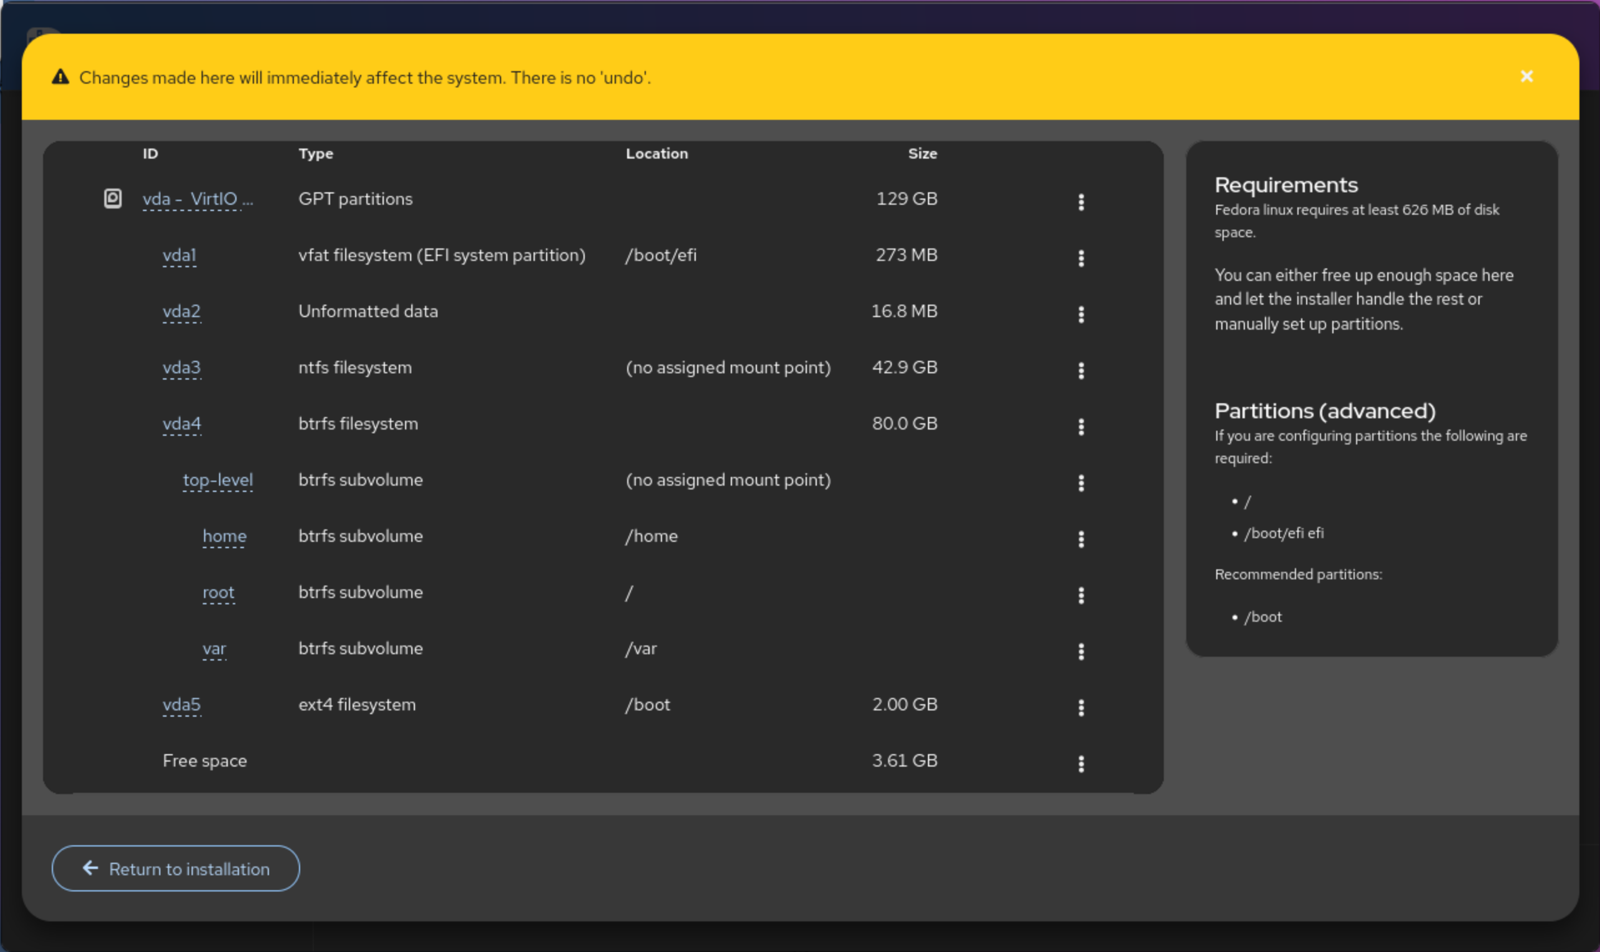 Changes made here will immediately affect the system. There is no 'undo'.
ID Type Location Size
vda - VirtIO ... GPT partitions 129 GB
vda1 vfat filesystem (EFI system partition) /boot/efi 273 MB
vda2 Unformatted data 16.8 MB
vda3 ntfs filesystem (no assigned mount point) 42.9 GB
vda4 btrfs filesystem 80.0 GB
top-level btrfs subvolume (no assigned mount point)
home btrfs subvolume /home
root btrfs subvolume /
var btrfs subvolume /var
vda5 ext4 filesystem /boot 2.00 GB
Free space 3.61 GB
Requirements
Fedora linux requires at least 626 MB of disk
space.
You can either free up enough space here
and let the installer handle the rest or
manually set up partitions.
Partitions (advanced)
If you are configuring partitions the following are
required:
• /
• /boot/efi efi
Recommended partitions:
• /boot
Return to installation